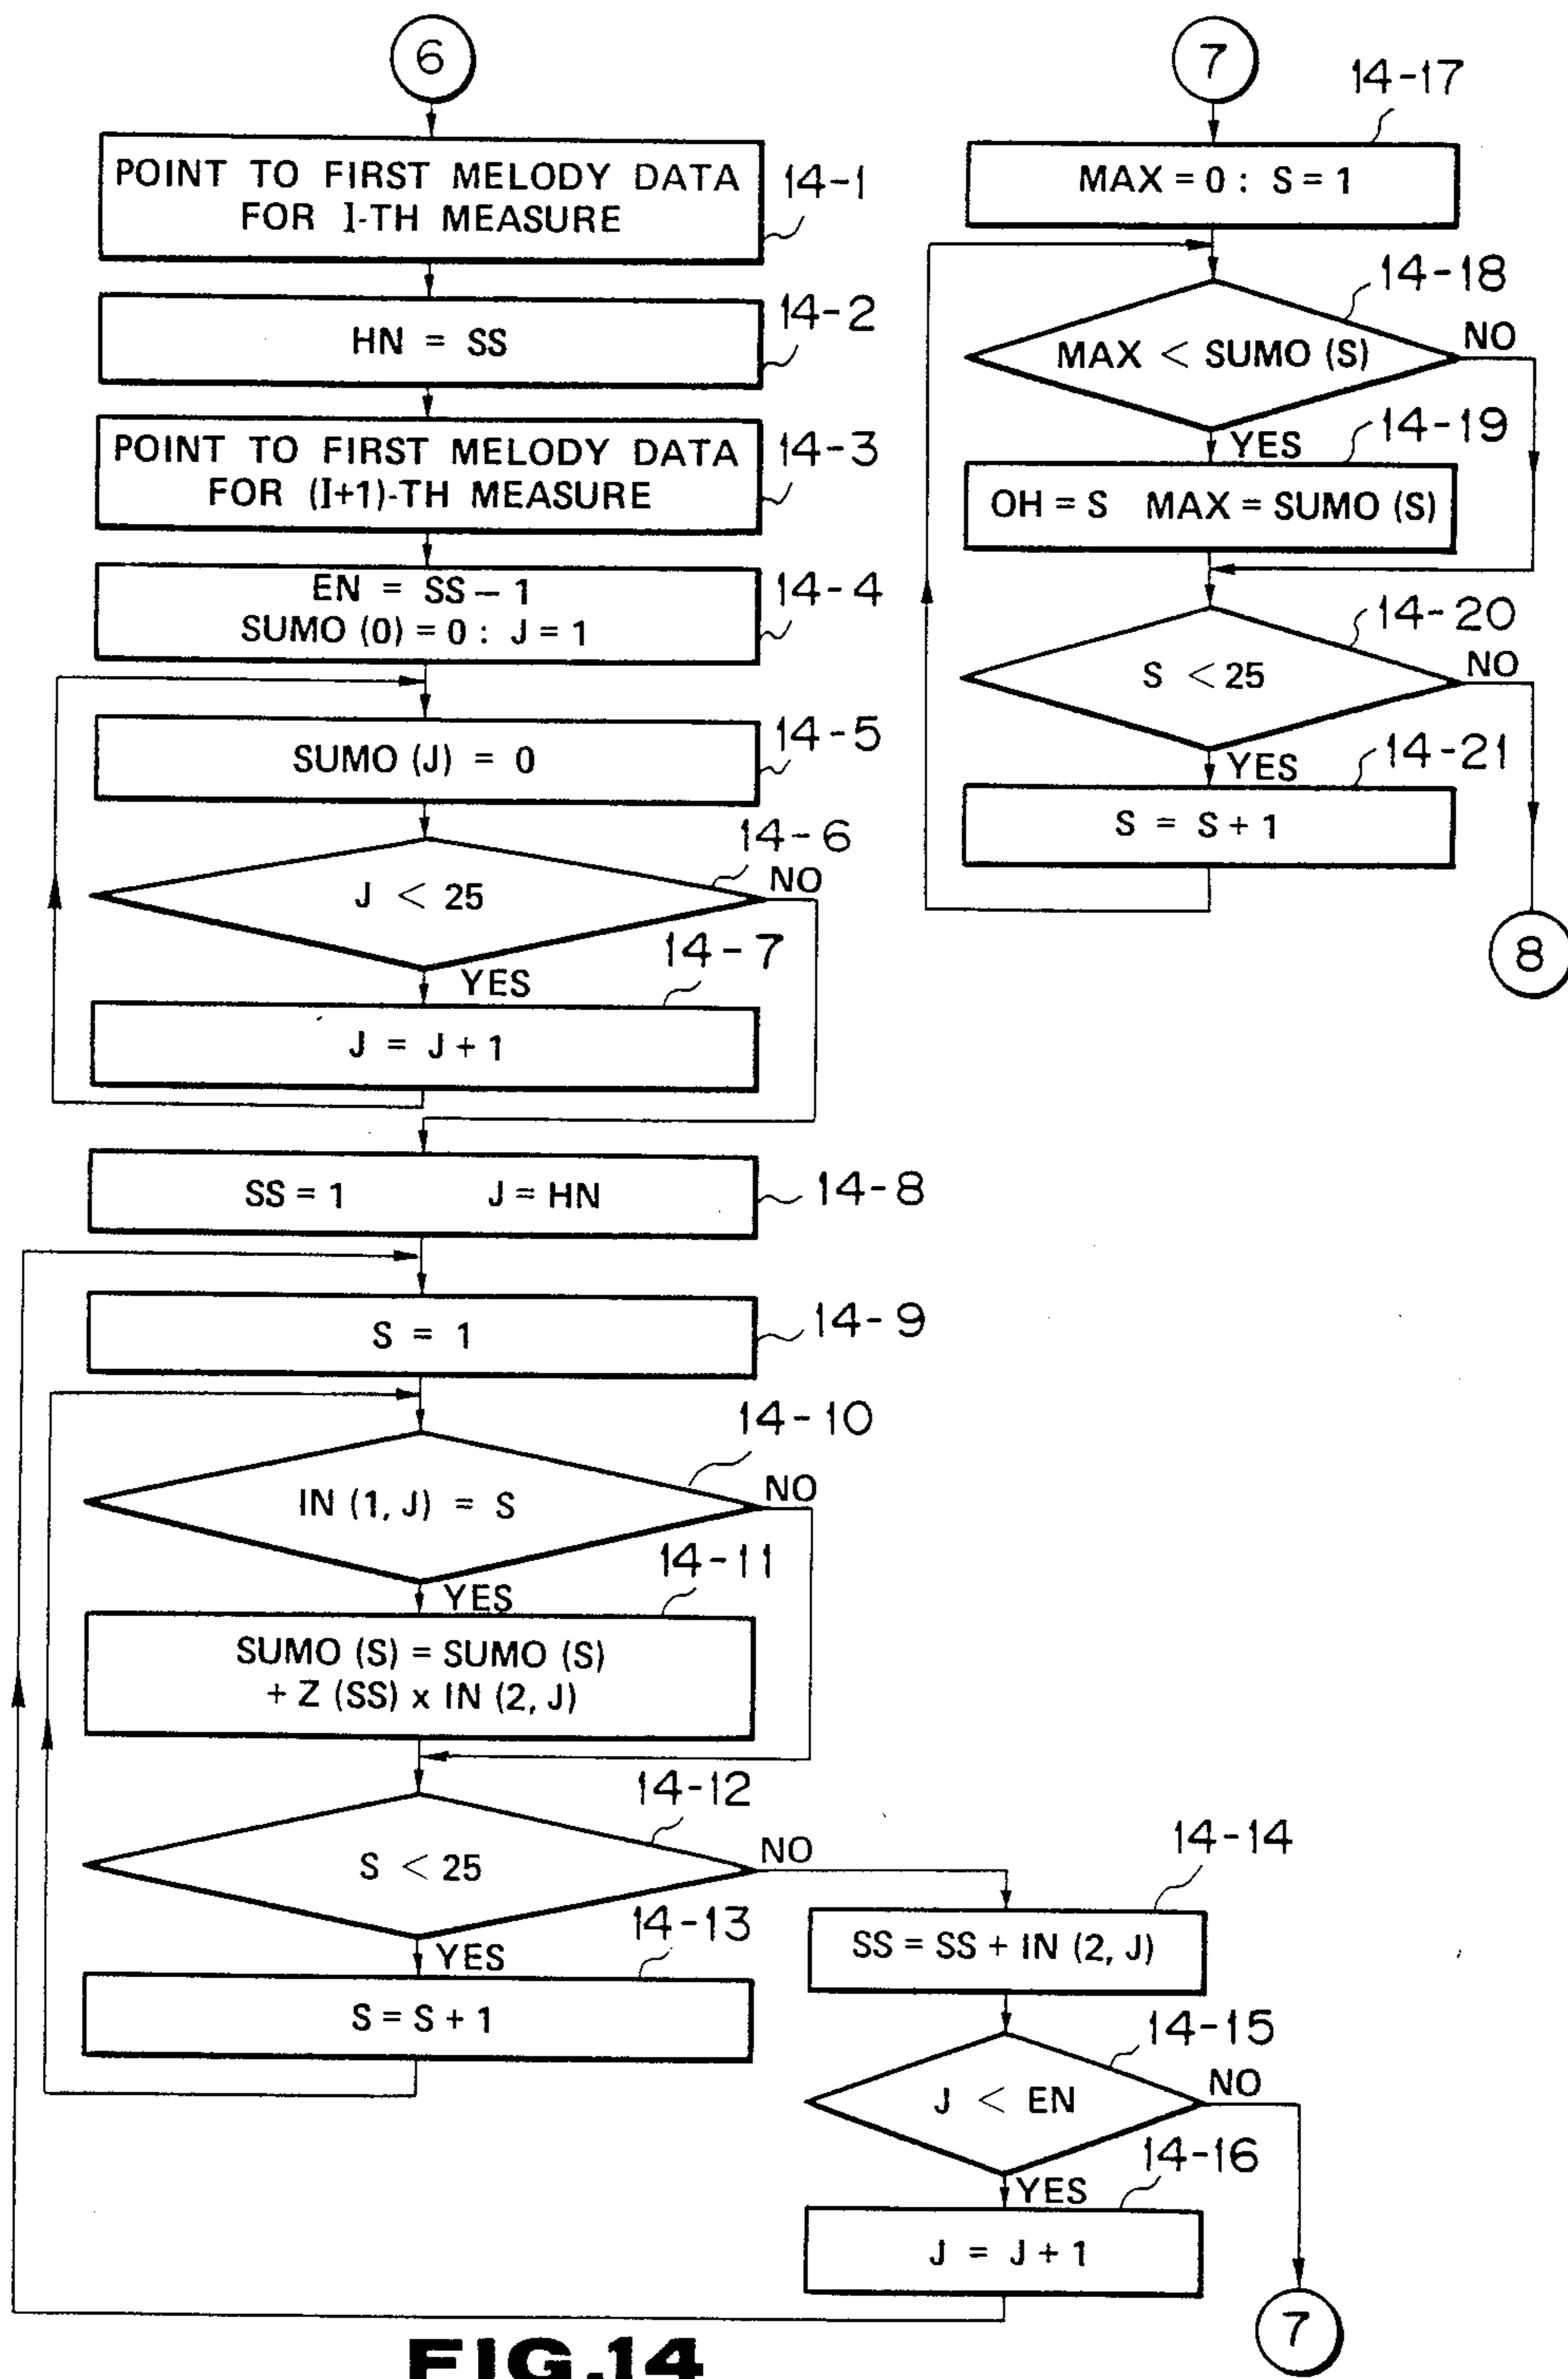 6
POINT TO FIRST MELODY DATA
FOR I-TH MEASURE
14-1
HN = SS
14-2
POINT TO FIRST MELODY DATA
FOR (I+1)-TH MEASURE
14-3
EN = SS – 1
SUMO (0) = 0 : J = 1
14-4
SUMO (J) = 0
14-5
J < 25
14-6
NO
YES
14-7
J = J + 1
SS = 1 J = HN
14-8
S = 1
14-9
IN (1, J) = S
14-10
NO
YES
14-11
SUMO (S) = SUMO (S)
+ Z (SS) x IN (2, J)
S < 25
14-12
NO
YES
14-13
S = S + 1
14-14
SS = SS + IN (2, J)
J < EN
14-15
NO
YES
14-16
J = J + 1
7
7
14-17
MAX = 0 : S = 1
MAX < SUMO (S)
14-18
NO
YES
14-19
OH = S MAX = SUMO (S)
S < 25
14-20
NO
YES
14-21
S = S + 1
8
FIG.14